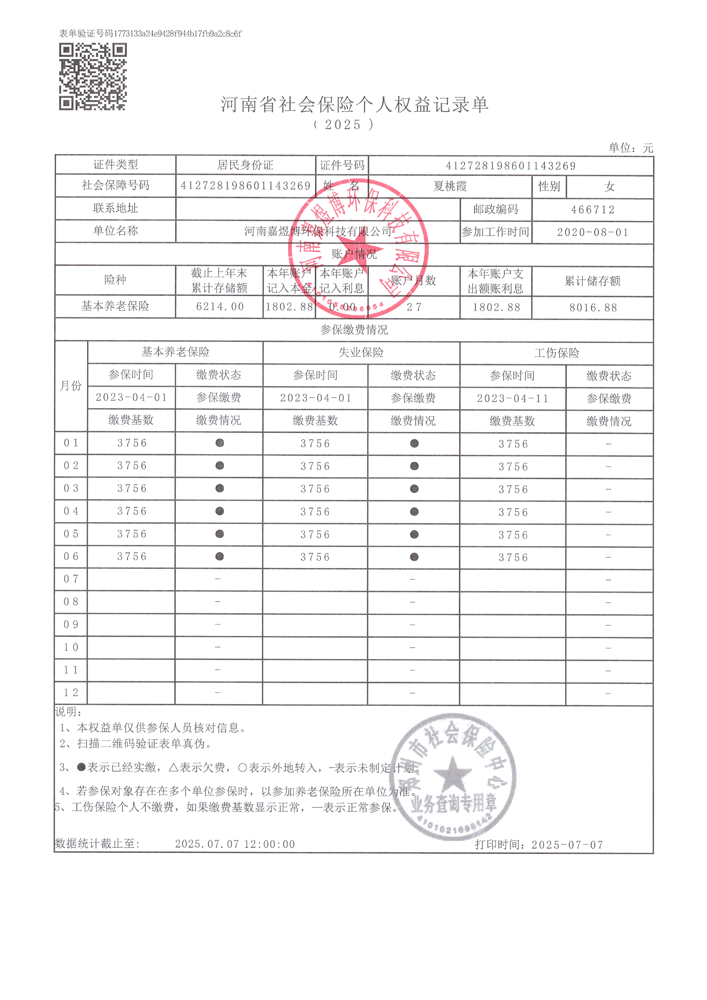 表单验证号码1773133a24e9428f944b17fb9a2c8c6f
河南省社会保险个人权益记录单
（2025）
单位：元
证件类型 居民身份证 证件号码 412728198601143269
社会保障号码 412728198601143269 姓 名 夏桃霞 性别 女
联系地址 邮政编码 466712
单位名称 河南嘉煜博环保科技有限公司 参加工作时间 2020-08-01
账户情况
险种 截止上年末累计存储额 本年账户记入本金 本年账户记入利息 账户月数 本年账户支出额账利息 累计储存额
基本养老保险 6214.00 1802.88 0.00 27 1802.88 8016.88
河南嘉煜博环保科技有限公司
4101055296954
参保缴费情况
月份 基本养老保险 失业保险 工伤保险
参保时间 缴费状态 参保时间 缴费状态 参保时间 缴费状态
2023-04-01 参保缴费 2023-04-01 参保缴费 2023-04-11 参保缴费
缴费基数 缴费情况 缴费基数 缴费情况 缴费基数 缴费情况
01 3756 ● 3756 ● 3756 -
02 3756 ● 3756 ● 3756 -
03 3756 ● 3756 ● 3756 -
04 3756 ● 3756 ● 3756 -
05 3756 ● 3756 ● 3756 -
06 3756 ● 3756 ● 3756 -
07 - - -
08 - - -
09 - - -
10 - - -
11 - - -
12 - - -
说明：
1、本权益单仅供参保人员核对信息。
2、扫描二维码验证表单真伪。
3、●表示已经实缴，△表示欠费，○表示外地转入，-表示未制定计划。
4、若参保对象存在在多个单位参保时，以参加养老保险所在单位为准。
5、工伤保险个人不缴费，如果缴费基数显示正常，—表示正常参保。
郑州市社会保险中心
业务查询专用章
4101021698142
数据统计截止至： 2025.07.07 12:00:00 打印时间：2025-07-07